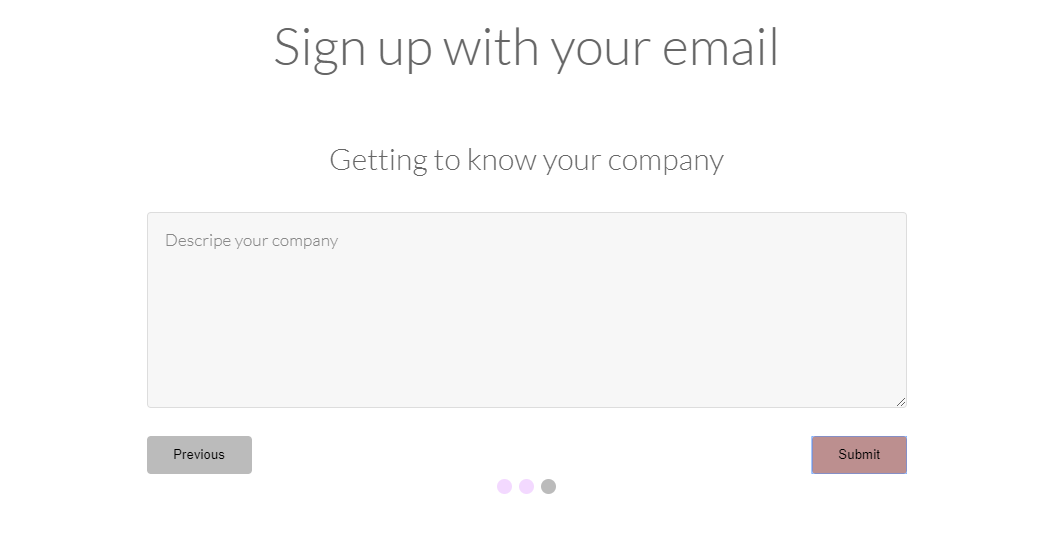 Sign up with your email
Getting to know your company
Descripe your company
Previous
Submit